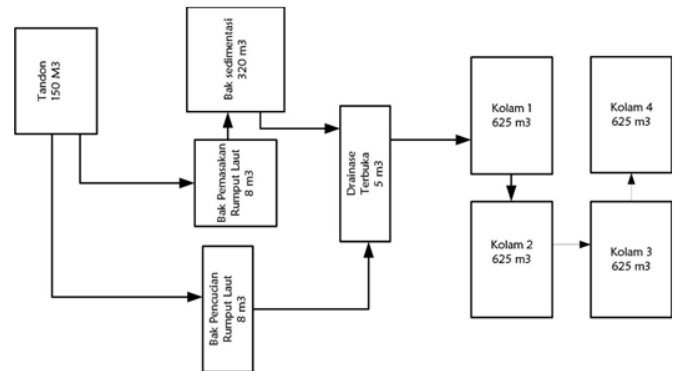 Tandon
150 M3
Bak sedimentasi
320 m3
Bak Pemasakan
Rumput Laut
8 m3
Bak Pencucian
Rumput Laut
8 m3
Drainase
Terbuka
5 m3
Kolam 1
625 m3
Kolam 4
625 m3
Kolam 2
625 m3
Kolam 3
625 m3